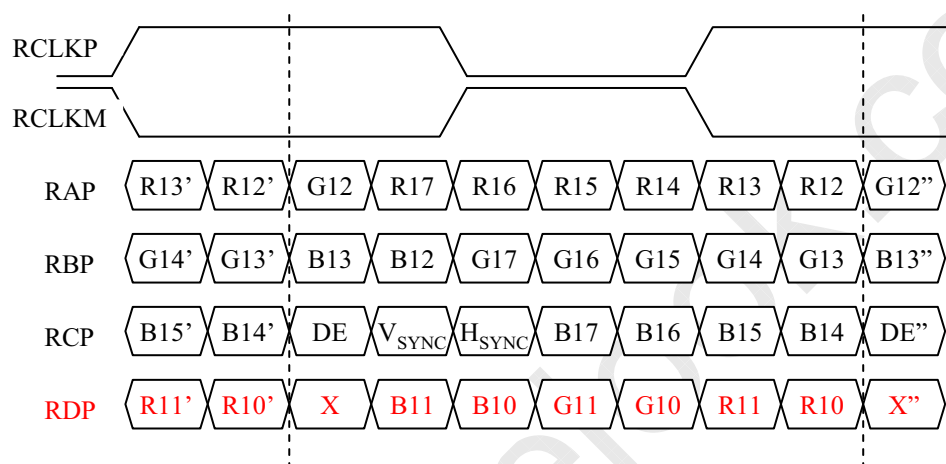 RCLKP
RCLKM
RAP R13’ R12’ G12 R17 R16 R15 R14 R13 R12 G12”
RBP G14’ G13’ B13 B12 G17 G16 G15 G14 G13 B13”
RCP B15’ B14’ DE VSYNC HSYNC B17 B16 B15 B14 DE”
RDP R11’ R10’ X B11 B10 G11 G10 R11 R10 X”